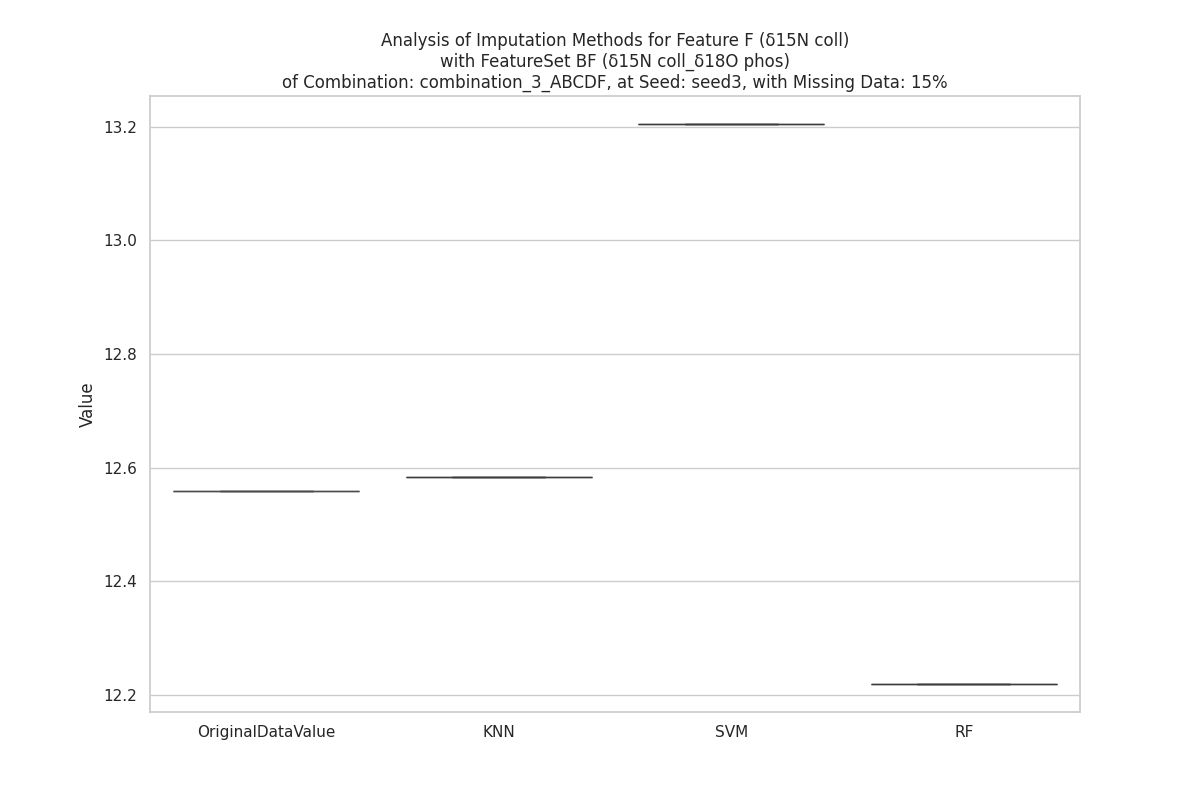 Analysis of Imputation Methods for Feature F (δ15N coll)
with FeatureSet BF (δ15N coll_δ18O phos)
of Combination: combination_3_ABCDF, at Seed: seed3, with Missing Data: 15%
13.2
13.0
12.8
12.6
12.4
12.2
Value
OriginalDataValue KNN SVM RF